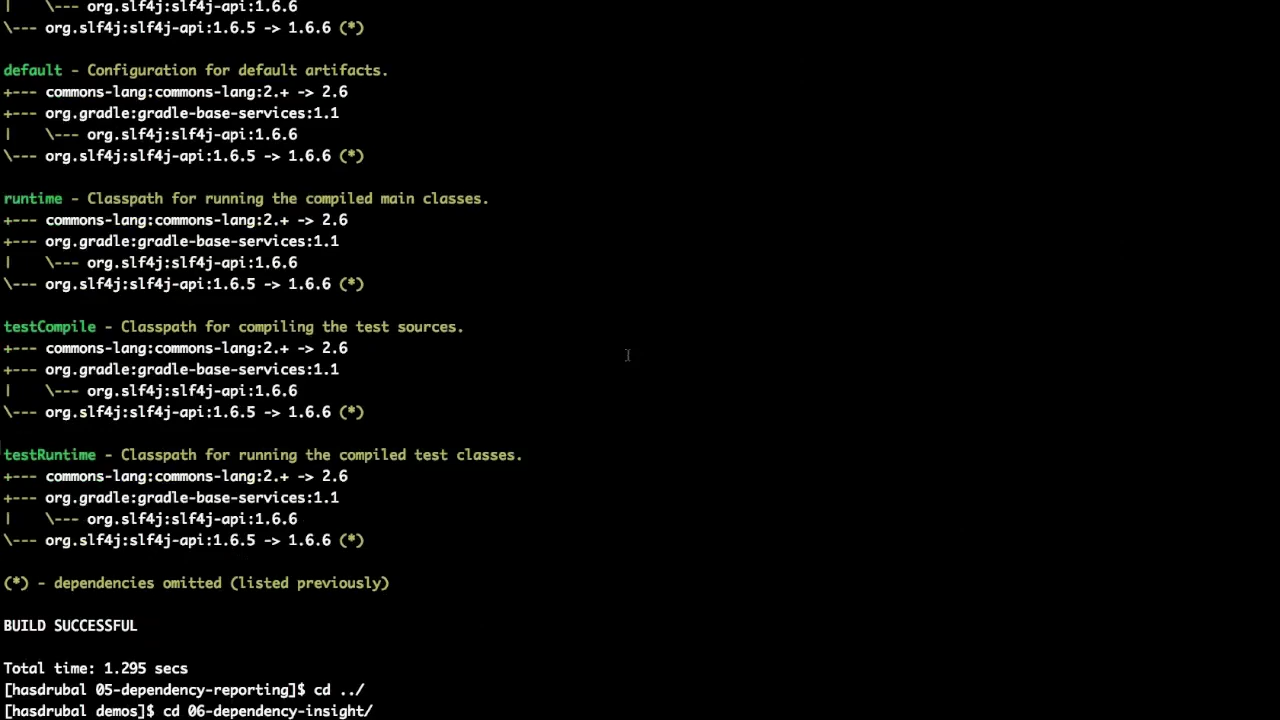 |    \--- org.slf4j:slf4j-api:1.6.6
\--- org.slf4j:slf4j-api:1.6.5 -> 1.6.6 (*)
default - Configuration for default artifacts.
+--- commons-lang:commons-lang:2.+ -> 2.6
+--- org.gradle:gradle-base-services:1.1
|    \--- org.slf4j:slf4j-api:1.6.6
\--- org.slf4j:slf4j-api:1.6.5 -> 1.6.6 (*)
runtime - Classpath for running the compiled main classes.
+--- commons-lang:commons-lang:2.+ -> 2.6
+--- org.gradle:gradle-base-services:1.1
|    \--- org.slf4j:slf4j-api:1.6.6
\--- org.slf4j:slf4j-api:1.6.5 -> 1.6.6 (*)
testCompile - Classpath for compiling the test sources.
+--- commons-lang:commons-lang:2.+ -> 2.6
+--- org.gradle:gradle-base-services:1.1
|    \--- org.slf4j:slf4j-api:1.6.6
\--- org.slf4j:slf4j-api:1.6.5 -> 1.6.6 (*)
testRuntime - Classpath for running the compiled test classes.
+--- commons-lang:commons-lang:2.+ -> 2.6
+--- org.gradle:gradle-base-services:1.1
|    \--- org.slf4j:slf4j-api:1.6.6
\--- org.slf4j:slf4j-api:1.6.5 -> 1.6.6 (*)
(*) - dependencies omitted (listed previously)
BUILD SUCCESSFUL
Total time: 1.295 secs
[hasdrubal 05-dependency-reporting]$ cd ../
[hasdrubal demos]$ cd 06-dependency-insight/